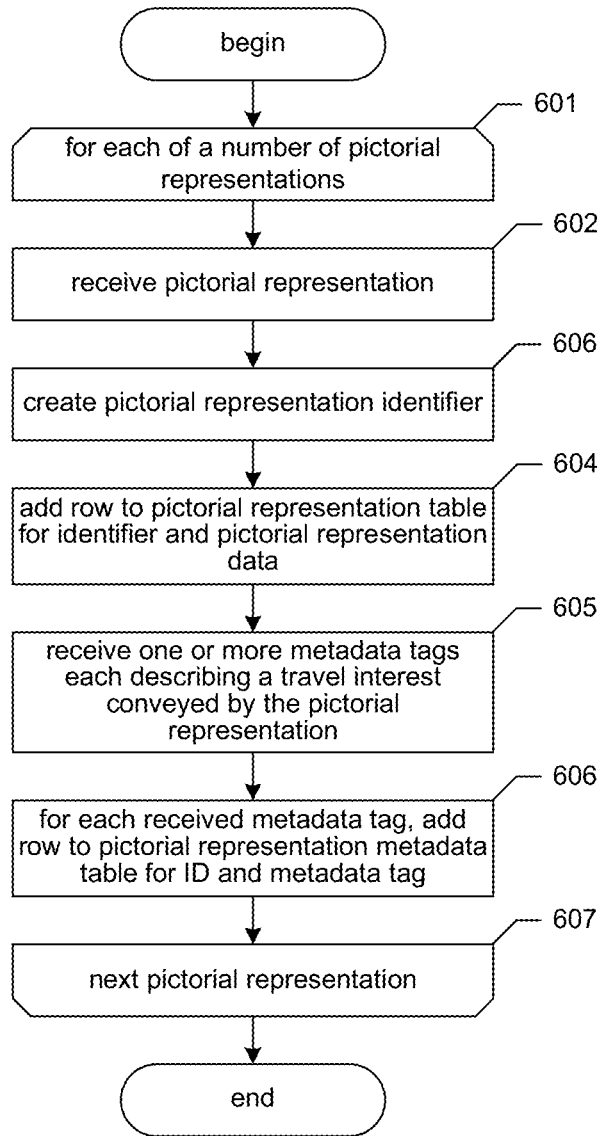 begin
601
for each of a number of pictorial
representations
602
receive pictorial representation
606
create pictorial representation identifier
604
add row to pictorial representation table
for identifier and pictorial representation
data
605
receive one or more metadata tags
each describing a travel interest
conveyed by the pictorial
representation
606
for each received metadata tag, add
row to pictorial representation metadata
table for ID and metadata tag
607
next pictorial representation
end